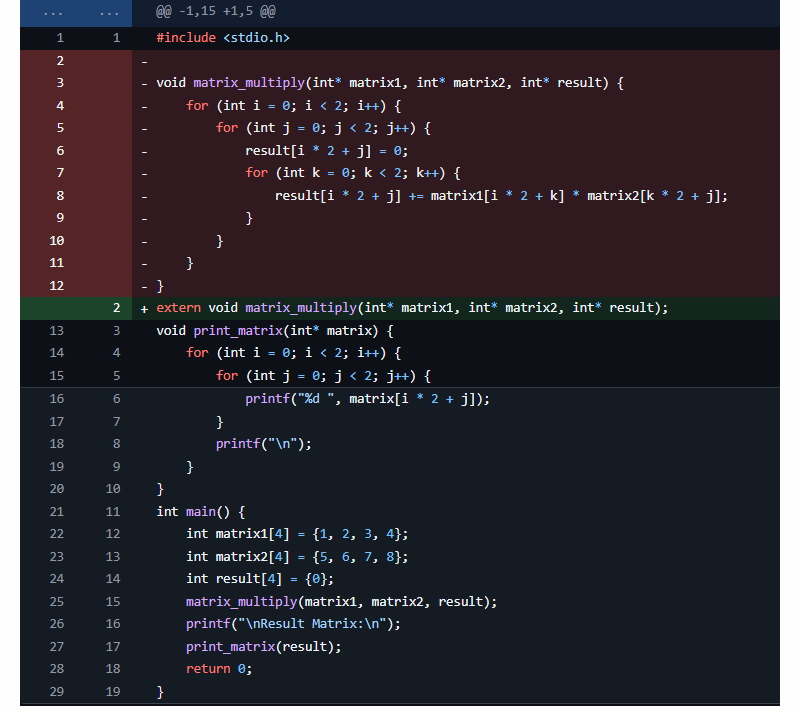 ... ... @@ -1,15 +1,5 @@
1 1 #include <stdio.h>
2 -
3 - void matrix_multiply(int* matrix1, int* matrix2, int* result) {
4 -     for (int i = 0; i < 2; i++) {
5 -         for (int j = 0; j < 2; j++) {
6 -             result[i * 2 + j] = 0;
7 -             for (int k = 0; k < 2; k++) {
8 -                 result[i * 2 + j] += matrix1[i * 2 + k] * matrix2[k * 2 + j];
9 -             }
10 -         }
11 -     }
12 - }
2 + extern void matrix_multiply(int* matrix1, int* matrix2, int* result);
13 3 void print_matrix(int* matrix) {
14 4     for (int i = 0; i < 2; i++) {
15 5         for (int j = 0; j < 2; j++) {
16 6             printf("%d ", matrix[i * 2 + j]);
17 7         }
18 8         printf("\n");
19 9     }
20 10 }
21 11 int main() {
22 12     int matrix1[4] = {1, 2, 3, 4};
23 13     int matrix2[4] = {5, 6, 7, 8};
24 14     int result[4] = {0};
25 15     matrix_multiply(matrix1, matrix2, result);
26 16     printf("\nResult Matrix:\n");
27 17     print_matrix(result);
28 18     return 0;
29 19 }